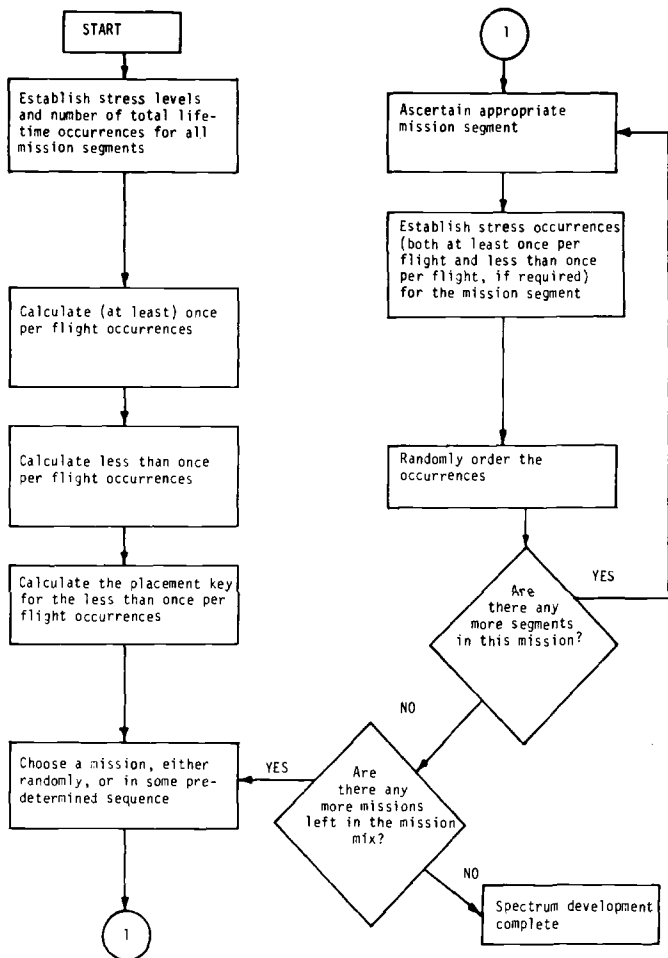 START
Establish stress levels
and number of total life-
time occurrences for all
mission segments
Calculate (at least) once
per flight occurrences
Calculate less than once
per flight occurrences
Calculate the placement key
for the less than once per
flight occurrences
Choose a mission, either
randomly, or in some pre-
determined sequence
1
1
Ascertain appropriate
mission segment
Establish stress occurrences
(both at least once per
flight and less than once
per flight, if required)
for the mission segment
Randomly order the
occurrences
Are
there any
more segments
in this mission?
YES
NO
Are
there any
more missions
left in the mission
mix?
YES
NO
Spectrum development
complete